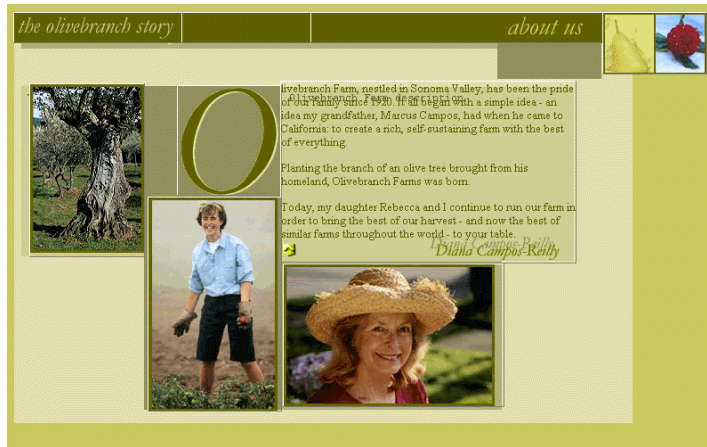 the olivebranch story
about us
Olivebranch Farm, nestled in Sonoma Valley, has been the pride
Olivebranch Farm description
of our family since 1920. It all began with a simple idea - an
idea my grandfather, Marcus Campos, had when he came to
California: to create a rich, self-sustaining farm with the best
of everything.
Planting the branch of an olive tree brought from his
homeland, Olivebranch Farms was born.
Today, my daughter Rebecca and I continue to run our farm in
order to bring the best of our harvest - and now the best of
similar farms throughout the world - to your table.
Diana Campos-Reilly